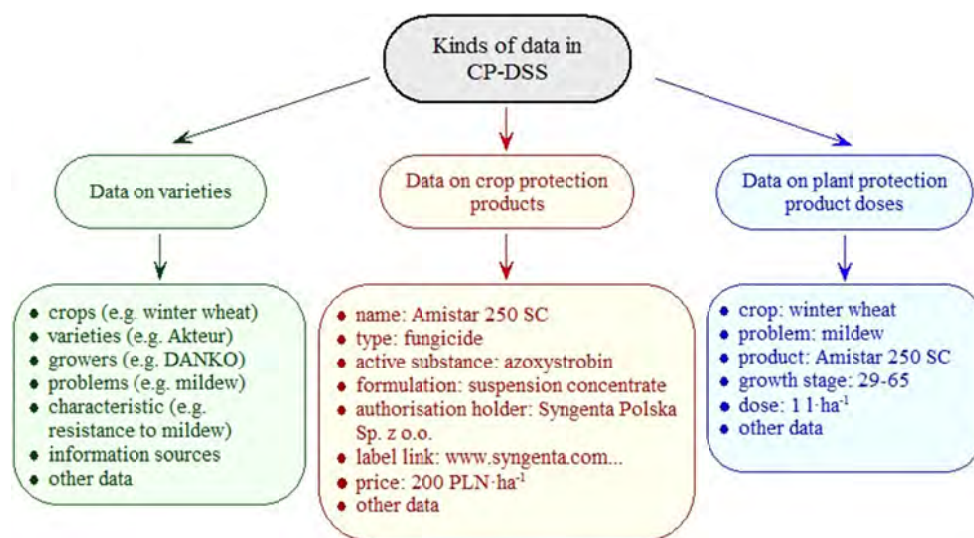 Kinds of data in
CP-DSS
Data on varieties
Data on crop protection
products
Data on plant protection
product doses
● crops (e.g. winter wheat)
● varieties (e.g. Akteur)
● growers (e.g. DANKO)
● problems (e.g. mildew)
● characteristic (e.g.
resistance to mildew)
● information sources
● other data
● name: Amistar 250 SC
● type: fungicide
● active substance: azoxystrobin
● formulation: suspension concentrate
● authorisation holder: Syngenta Polska
Sp. z o.o.
● label link: www.syngenta.com...
● price: 200 PLN·ha⁻¹
● other data
● crop: winter wheat
● problem: mildew
● product: Amistar 250 SC
● growth stage: 29-65
● dose: 1 l·ha⁻¹
● other data